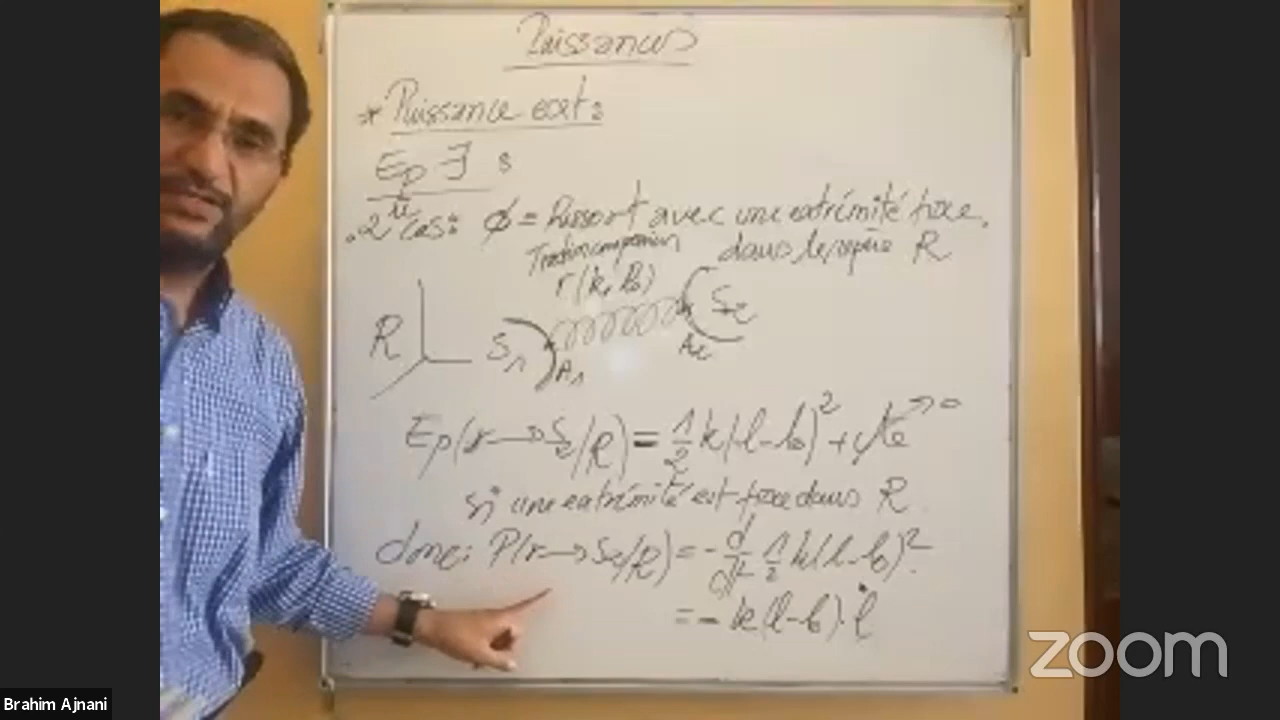 Puissances
* Puissance ext :
Ep ∃ :
. 2ᵉ cas : φ = Ressort avec une extrémité fixe
dans le repère R
Traction compression
r(k, l₀)
R S₁ A₁ A₂ S₂
Ep(r → S₂/R) = 1/2 k(l-l₀)² + cte → 0
si une extrémité est fixe dans R.
donc : P(r → S₂/R) = - d/dt 1/2 k(l-l₀)².
= - k(l-l₀) · l̇
zoom
Brahim Ajnani